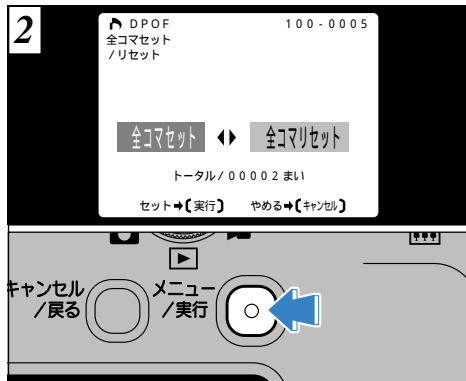 2
DPOF 100-0005
全コマセット
/リセット
全コマセット 全コマリセット
トータル/00002まい
セット➡【実行】 やめる➡【キャンセル】
キャンセル
/戻る
メニュー
/実行